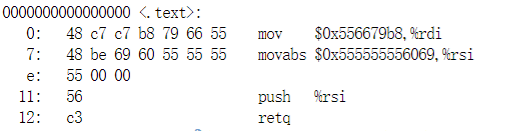 0000000000000000 <.text>:
0: 48 c7 c7 b8 79 66 55 mov $0x556679b8,%rdi
7: 48 be 69 60 55 55 55 movabs $0x555555556069,%rsi
e: 55 00 00
11: 56 push %rsi
12: c3 retq